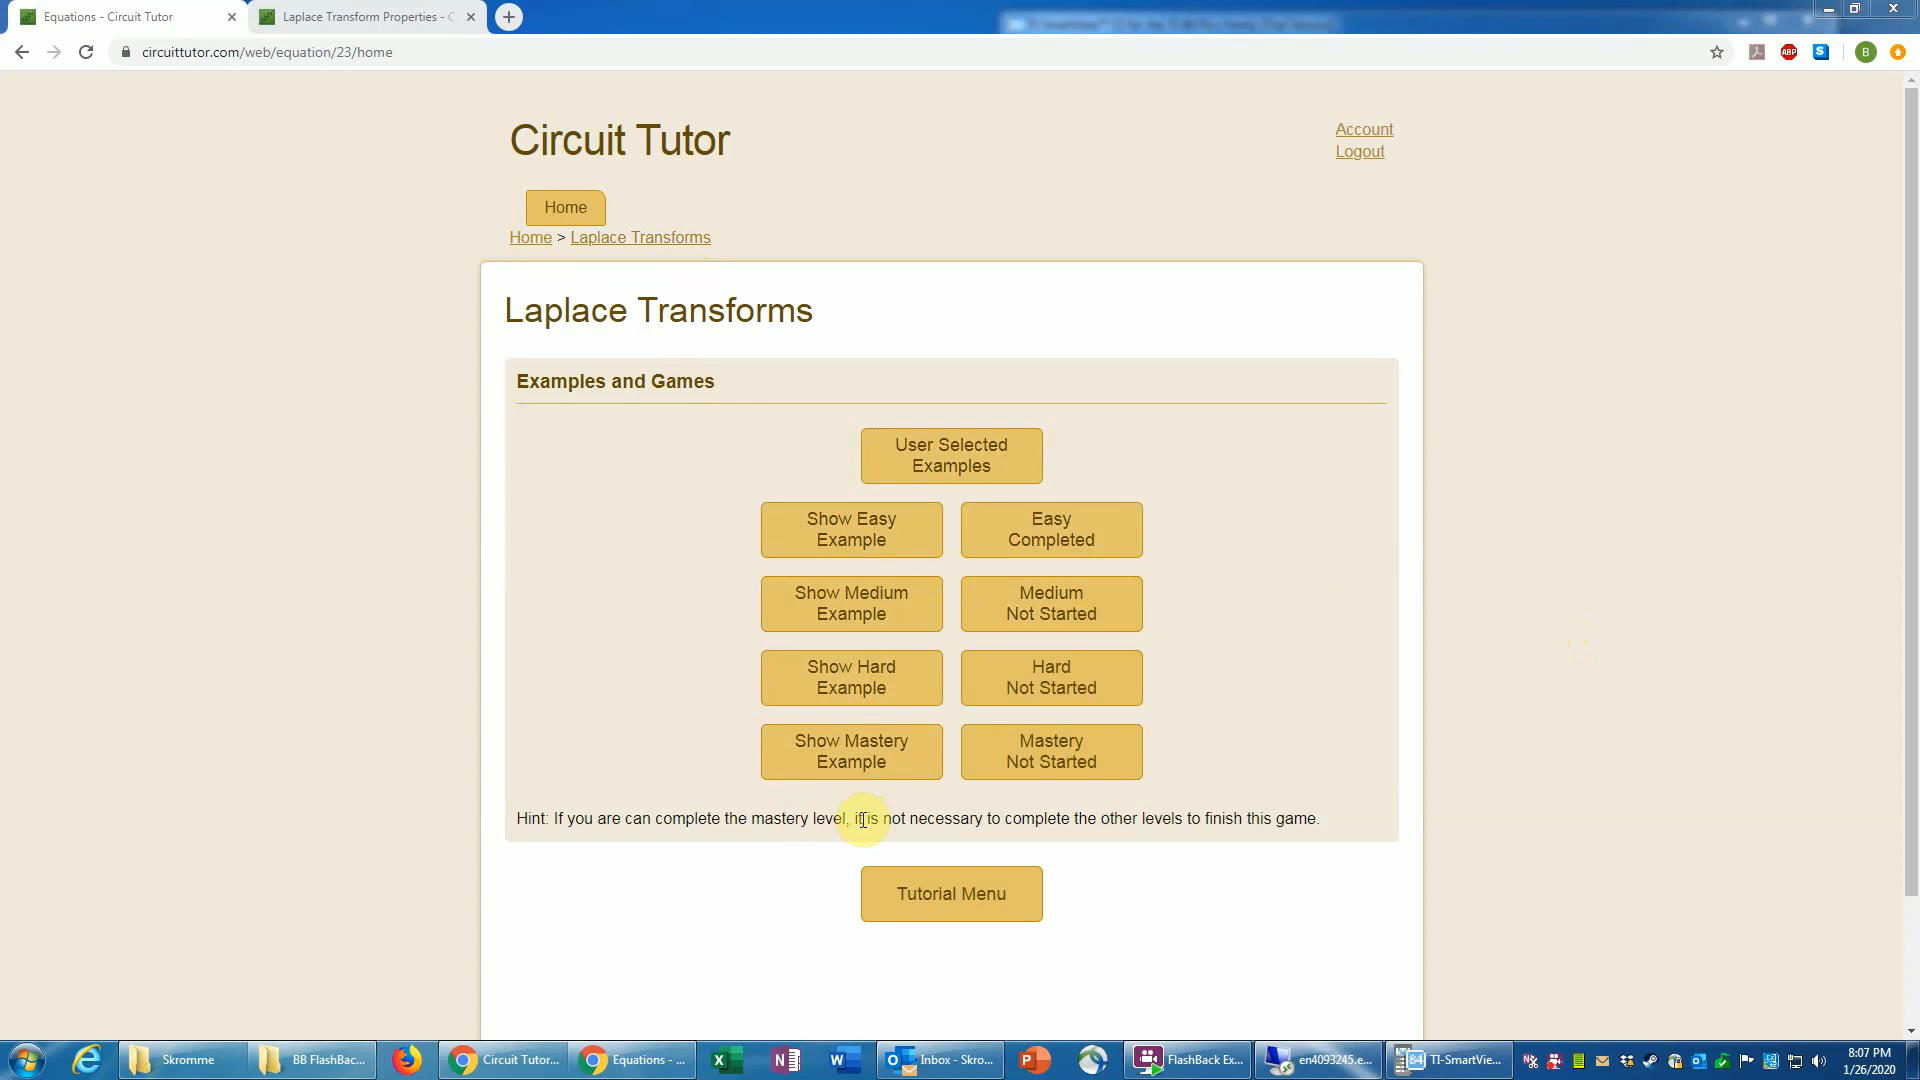 Equations - Circuit Tutor
Laplace Transform Properties - C
circuittutor.com/web/equation/23/home
ABP
S
B
Circuit Tutor
Account
Logout
Home
Home > Laplace Transforms
Laplace Transforms
Examples and Games
User Selected
Examples
Show Easy
Example
Easy
Completed
Show Medium
Example
Medium
Not Started
Show Hard
Example
Hard
Not Started
Show Mastery
Example
Mastery
Not Started
Hint: If you are can complete the mastery level, it is not necessary to complete the other levels to finish this game.
Tutorial Menu
Skromme
BB FlashBac...
Circuit Tutor...
Equations - ...
Inbox - Skro...
FlashBack Ex...
en4093245.e...
84
TI-SmartVie...
8:07 PM
1/26/2020